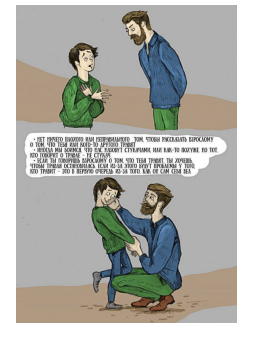 - Нет ничего плохого или неправильного в том, чтобы рассказать взрослому
о том, что тебя или кого-то другого травят
- Иногда мы боимся, что нас назовут стукачами, или как-то похуже. Но тот,
кто говорит о травле - не стукач.
- Если ты говоришь взрослому о том, что тебя травят, ты хочешь,
чтобы травля остановилась. Если из-за этого будут проблемы у того,
кто травит - это в первую очередь из-за того, как он сам себя вел